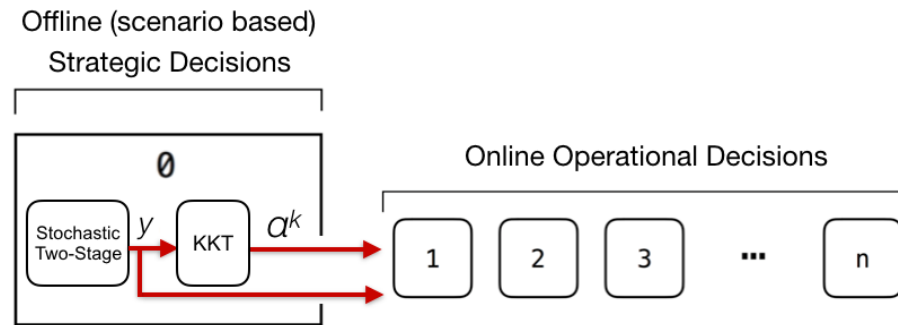 Offline (scenario based)
Strategic Decisions
0
Online Operational Decisions
Stochastic
Two-Stage
y
KKT
α^k
1
2
3
...
n